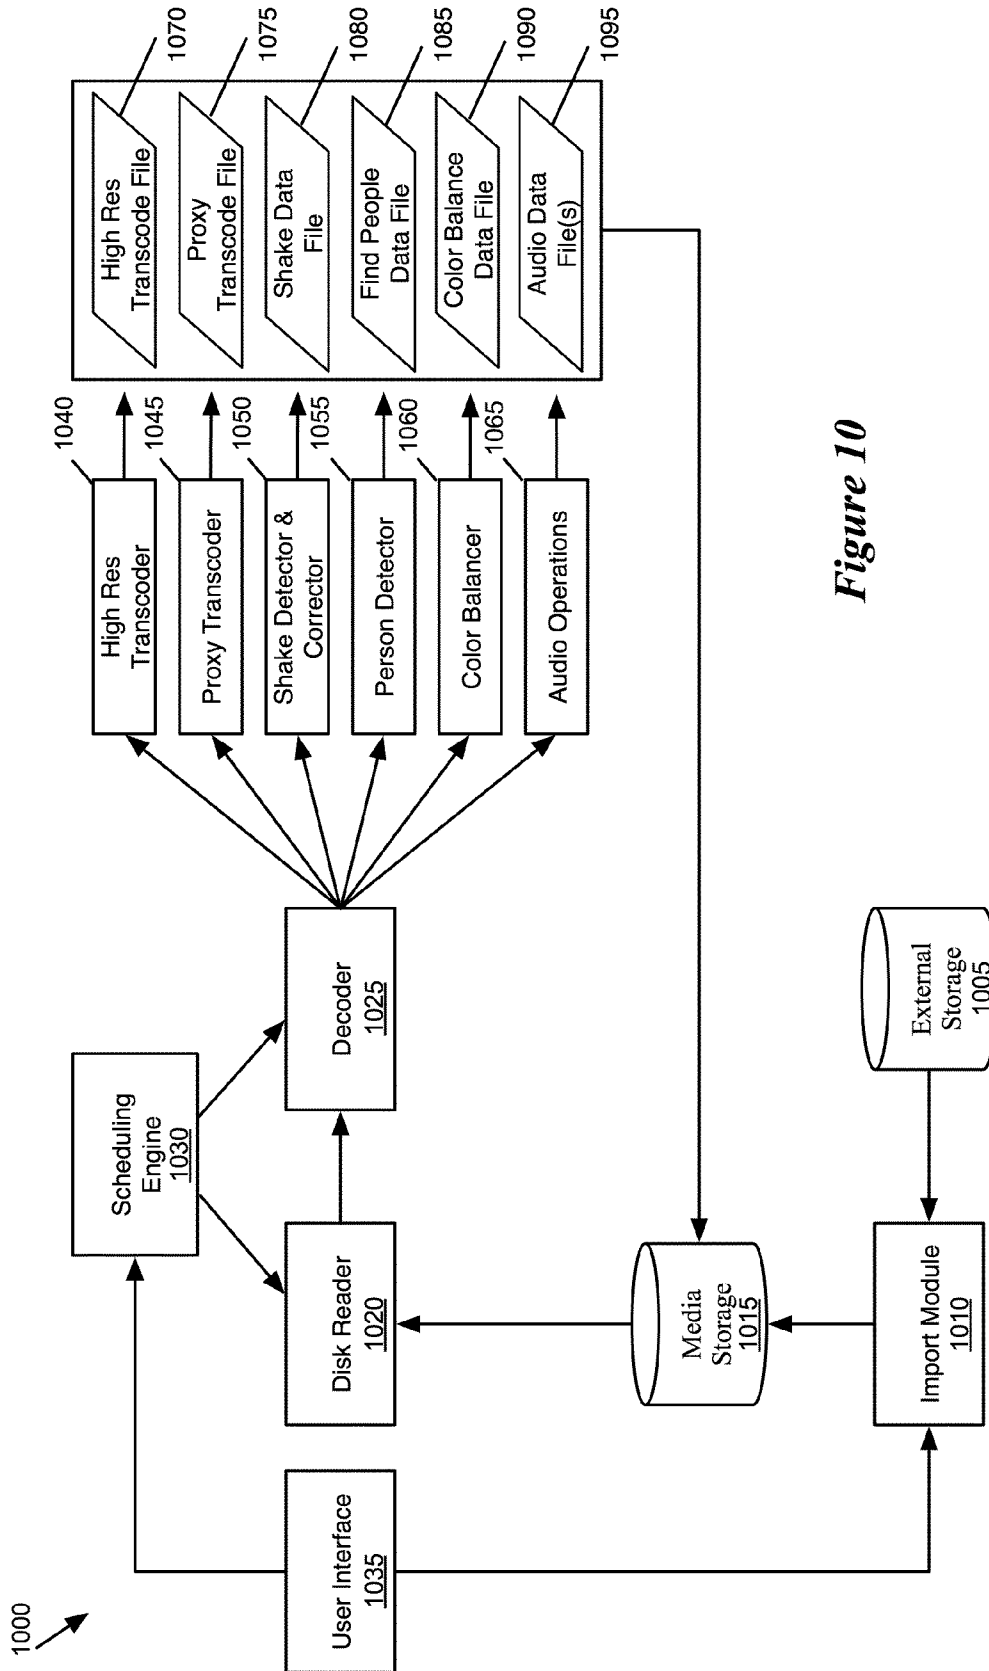 1000
User Interface
1035
Scheduling
Engine
1030
Disk Reader
1020
Decoder
1025
Media
Storage
1015
Import Module
1010
External
Storage
1005
High Res
Transcoder
1040
Proxy Transcoder
1045
Shake Detector &
Corrector
1050
Person Detector
1055
Color Balancer
1060
Audio Operations
1065
High Res
Transcode File
1070
Proxy
Transcode File
1075
Shake Data
File
1080
Find People
Data File
1085
Color Balance
Data File
1090
Audio Data
File(s)
1095
Figure 10